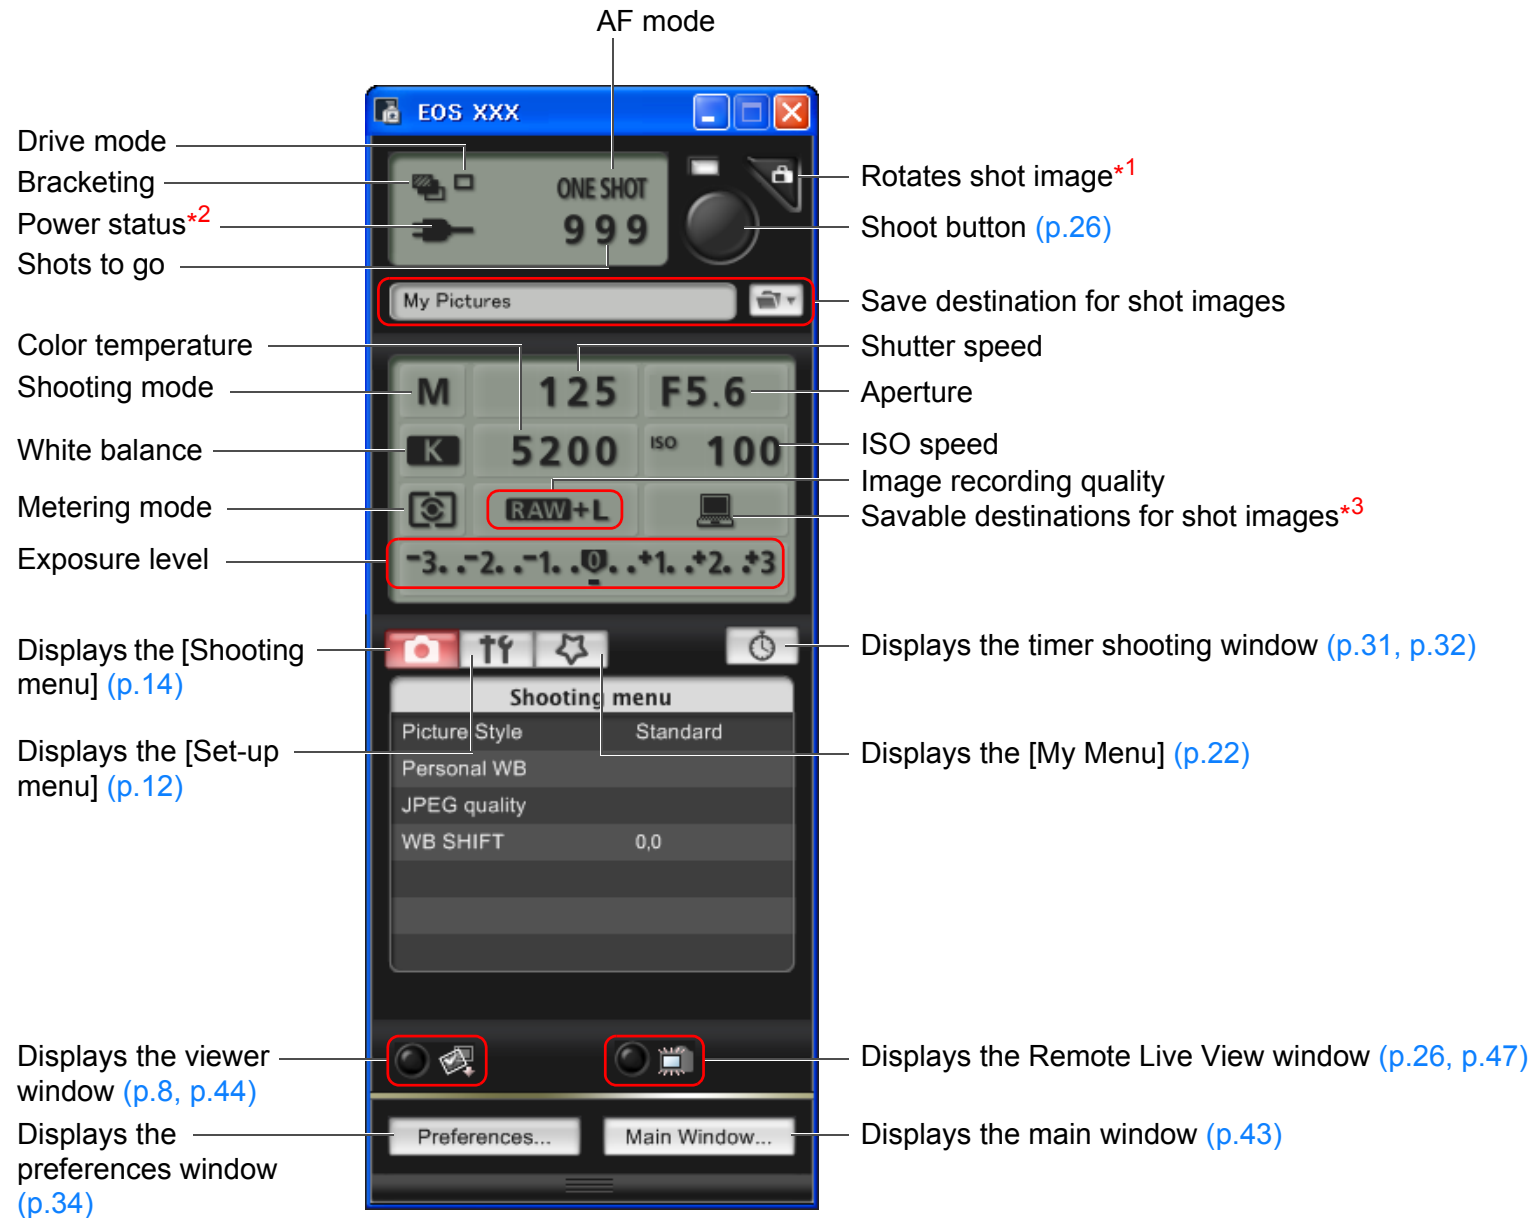 AF mode
EOS XXX
Drive mode
Bracketing
Power status*2
Shots to go
ONE SHOT
999
Rotates shot image*1
Shoot button (p.26)
My Pictures
Save destination for shot images
Color temperature
Shooting mode
White balance
Metering mode
Exposure level
M
125
F5.6
K
5200
ISO 100
RAW+L
-3. .-2. .-1. .0. .+1. .+2. .+3
Shutter speed
Aperture
ISO speed
Image recording quality
Savable destinations for shot images*3
Displays the [Shooting
menu] (p.14)
Displays the timer shooting window (p.31, p.32)
Displays the [Set-up
menu] (p.12)
Displays the [My Menu] (p.22)
Shooting menu
Picture Style Standard
Personal WB
JPEG quality
WB SHIFT 0,0
Displays the viewer
window (p.8, p.44)
Displays the Remote Live View window (p.26, p.47)
Displays the
preferences window
(p.34)
Preferences...
Main Window...
Displays the main window (p.43)